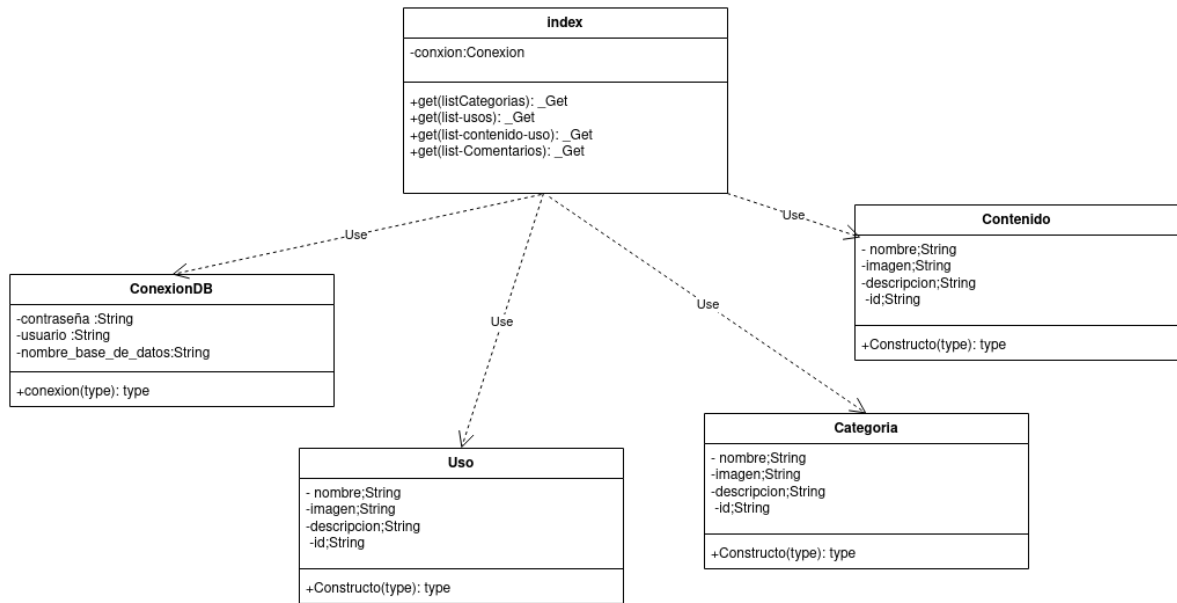 index
-conxion:Conexion
+get(listCategorias): _Get
+get(list-usos): _Get
+get(list-contenido-uso): _Get
+get(list-Comentarios): _Get
Use
Use
Use
Use
Contenido
- nombre;String
-imagen;String
-descripcion;String
-id;String
+Constructo(type): type
ConexionDB
-contraseña :String
-usuario :String
-nombre_base_de_datos:String
+conexion(type): type
Categoria
- nombre;String
-imagen;String
-descripcion;String
-id;String
+Constructo(type): type
Uso
- nombre;String
-imagen;String
-descripcion;String
-id;String
+Constructo(type): type